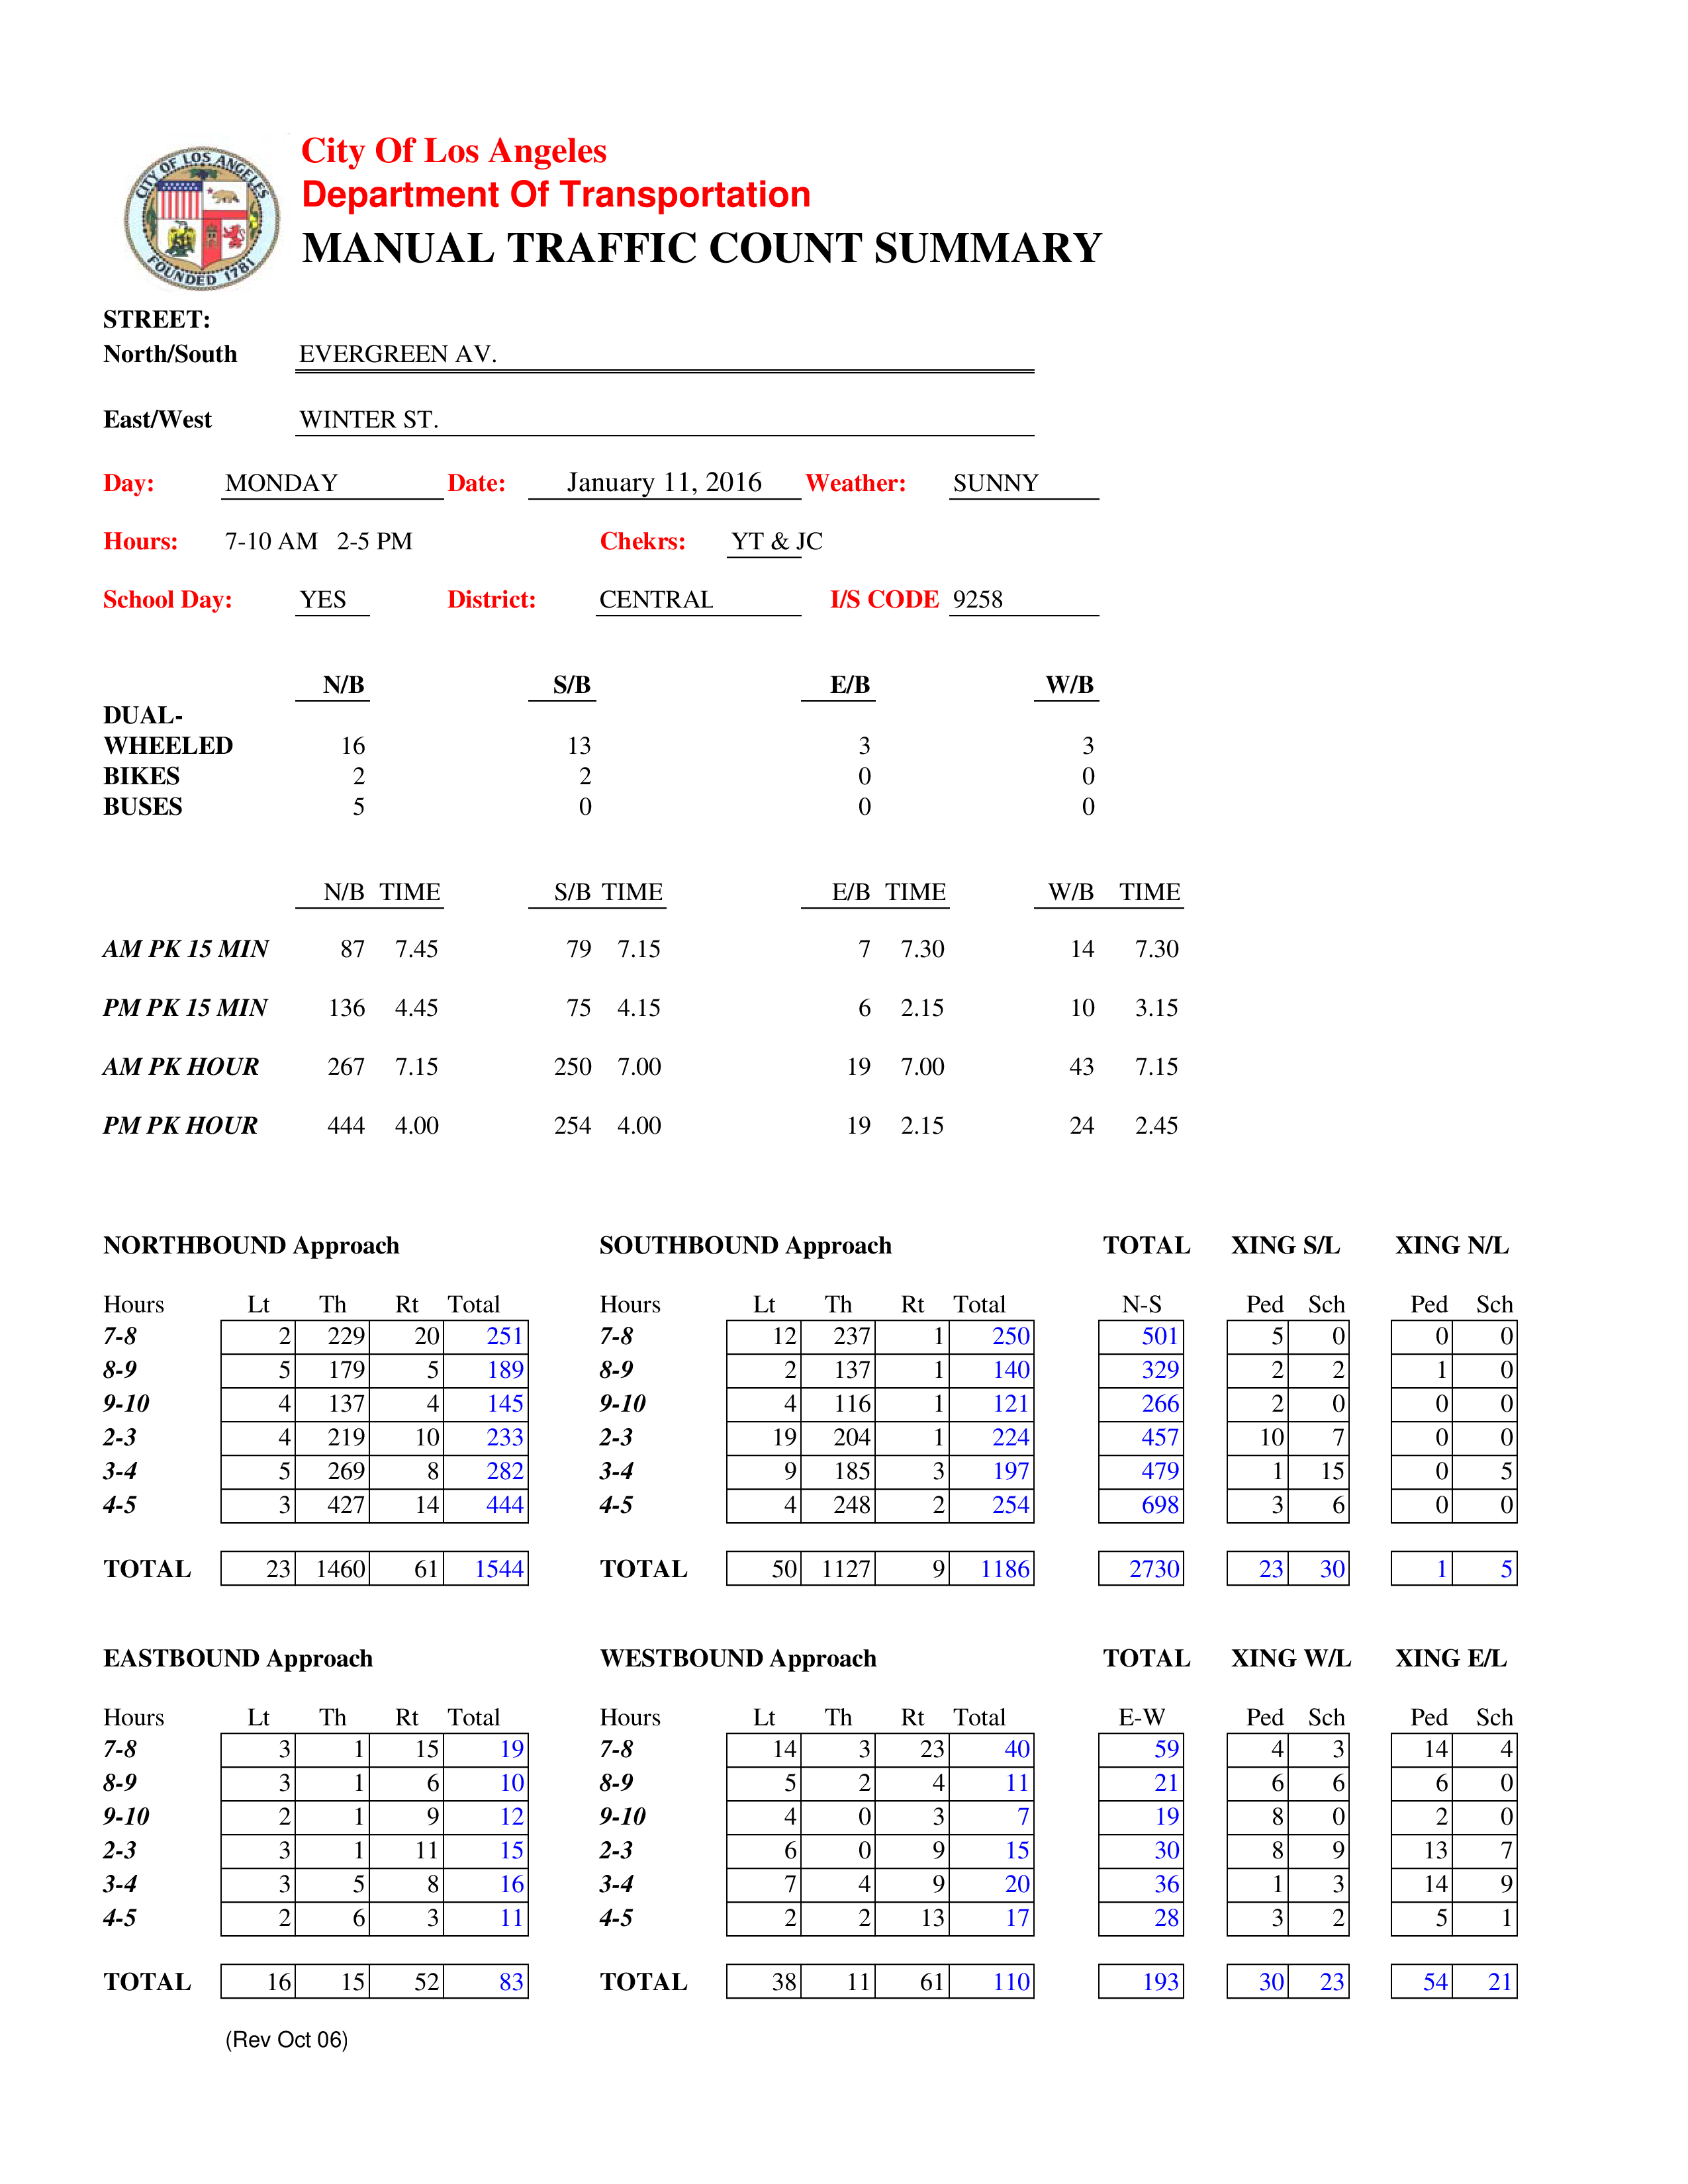 CITY OF LOS ANGELES
FOUNDED 1781
City Of Los Angeles
Department Of Transportation
MANUAL TRAFFIC COUNT SUMMARY
STREET:
North/South EVERGREEN AV.
East/West WINTER ST.
Day: MONDAY Date: January 11, 2016 Weather: SUNNY
Hours: 7-10 AM 2-5 PM Chekrs: YT & JC
School Day: YES District: CENTRAL I/S CODE 9258
N/B S/B E/B W/B
DUAL-
WHEELED 16 13 3 3
BIKES 2 2 0 0
BUSES 5 0 0 0
N/B TIME S/B TIME E/B TIME W/B TIME
AM PK 15 MIN 87 7.45 79 7.15 7 7.30 14 7.30
PM PK 15 MIN 136 4.45 75 4.15 6 2.15 10 3.15
AM PK HOUR 267 7.15 250 7.00 19 7.00 43 7.15
PM PK HOUR 444 4.00 254 4.00 19 2.15 24 2.45
NORTHBOUND Approach SOUTHBOUND Approach TOTAL XING S/L XING N/L
Hours Lt Th Rt Total Hours Lt Th Rt Total N-S Ped Sch Ped Sch
7-8 2 229 20 251 7-8 12 237 1 250 501 5 0 0 0
8-9 5 179 5 189 8-9 2 137 1 140 329 2 2 1 0
9-10 4 137 4 145 9-10 4 116 1 121 266 2 0 0 0
2-3 4 219 10 233 2-3 19 204 1 224 457 10 7 0 0
3-4 5 269 8 282 3-4 9 185 3 197 479 1 15 0 5
4-5 3 427 14 444 4-5 4 248 2 254 698 3 6 0 0
TOTAL 23 1460 61 1544 TOTAL 50 1127 9 1186 2730 23 30 1 5
EASTBOUND Approach WESTBOUND Approach TOTAL XING W/L XING E/L
Hours Lt Th Rt Total Hours Lt Th Rt Total E-W Ped Sch Ped Sch
7-8 3 1 15 19 7-8 14 3 23 40 59 4 3 14 4
8-9 3 1 6 10 8-9 5 2 4 11 21 6 6 6 0
9-10 2 1 9 12 9-10 4 0 3 7 19 8 0 2 0
2-3 3 1 11 15 2-3 6 0 9 15 30 8 9 13 7
3-4 3 5 8 16 3-4 7 4 9 20 36 1 3 14 9
4-5 2 6 3 11 4-5 2 2 13 17 28 3 2 5 1
TOTAL 16 15 52 83 TOTAL 38 11 61 110 193 30 23 54 21
(Rev Oct 06)